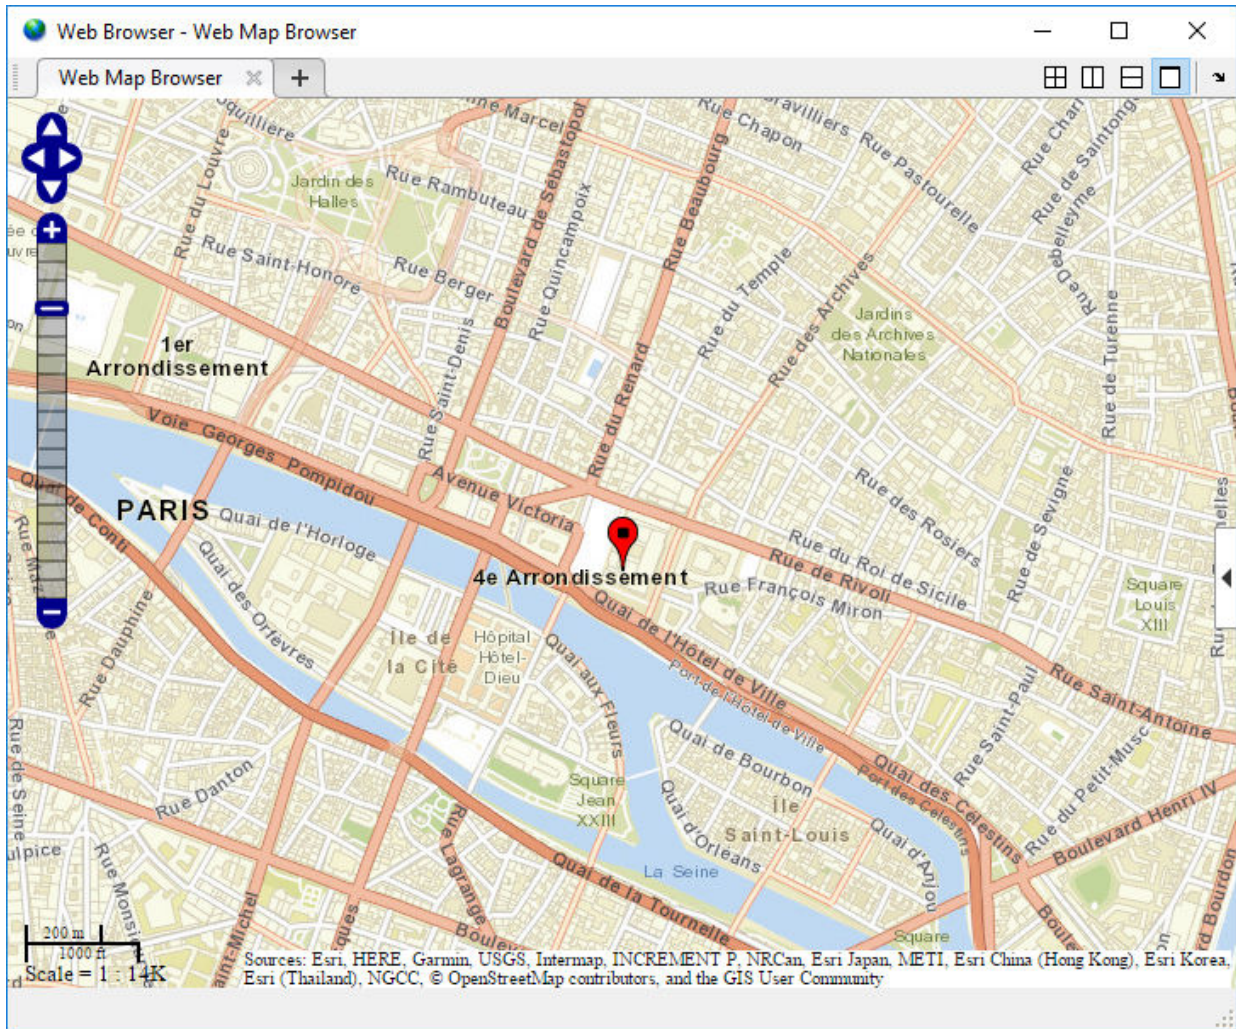 Web Browser - Web Map Browser
Web Map Browser
Rue du Louvre
Jardin des
Halles
Rue Rambuteau
Boulevard de Sébastopol
Rue Quincampoix
Rue Beaubourg
Rue Chapon
Rue Pastourelle
Rue de Saintonge
Rue Debelleyme
Rue Saint-Honore
Rue Berger
Rue du Temple
Rue des Archives
Jardins
des Archives
Nationales
Rue de Turenne
1er
Arrondissement
Rue Saint-Denis
Rue du Renard
Voie Georges Pompidou
Quai de Conti
PARIS
Quai de l'Horloge
Avenue Victoria
Rue des Rosiers
Rue de Sevigne
Rue du Roi de Sicile
Rue de Rivoli
4e Arrondissement
Rue François Miron
Square
Louis
XIII
Quai des Orfèvres
Rue Dauphine
Île de
la Cité
Hôpital
Hôtel-
Dieu
Quai aux Fleurs
Quai de l'Hôtel de Ville
Port de l'Hôtel-de-Ville
Rue Saint-Antoine
Rue Saint-Paul
Rue du Petit-Musc
Quai de Bourbon
Quai des Célestins
Port des Célestins
Boulevard Henri IV
Rue de Seine
Rue Danton
Square
Jean
XXIII
Île
Saint-Louis
Quai d'Orléans
Quai d'Anjou
La Seine
Rue Lagrange
Quai de la Tournelle
Square
200 m
1000 ft
Scale = 1 : 14K
Sources: Esri, HERE, Garmin, USGS, Intermap, INCREMENT P, NRCan, Esri Japan, METI, Esri China (Hong Kong), Esri Korea,
Esri (Thailand), NGCC, © OpenStreetMap contributors, and the GIS User Community